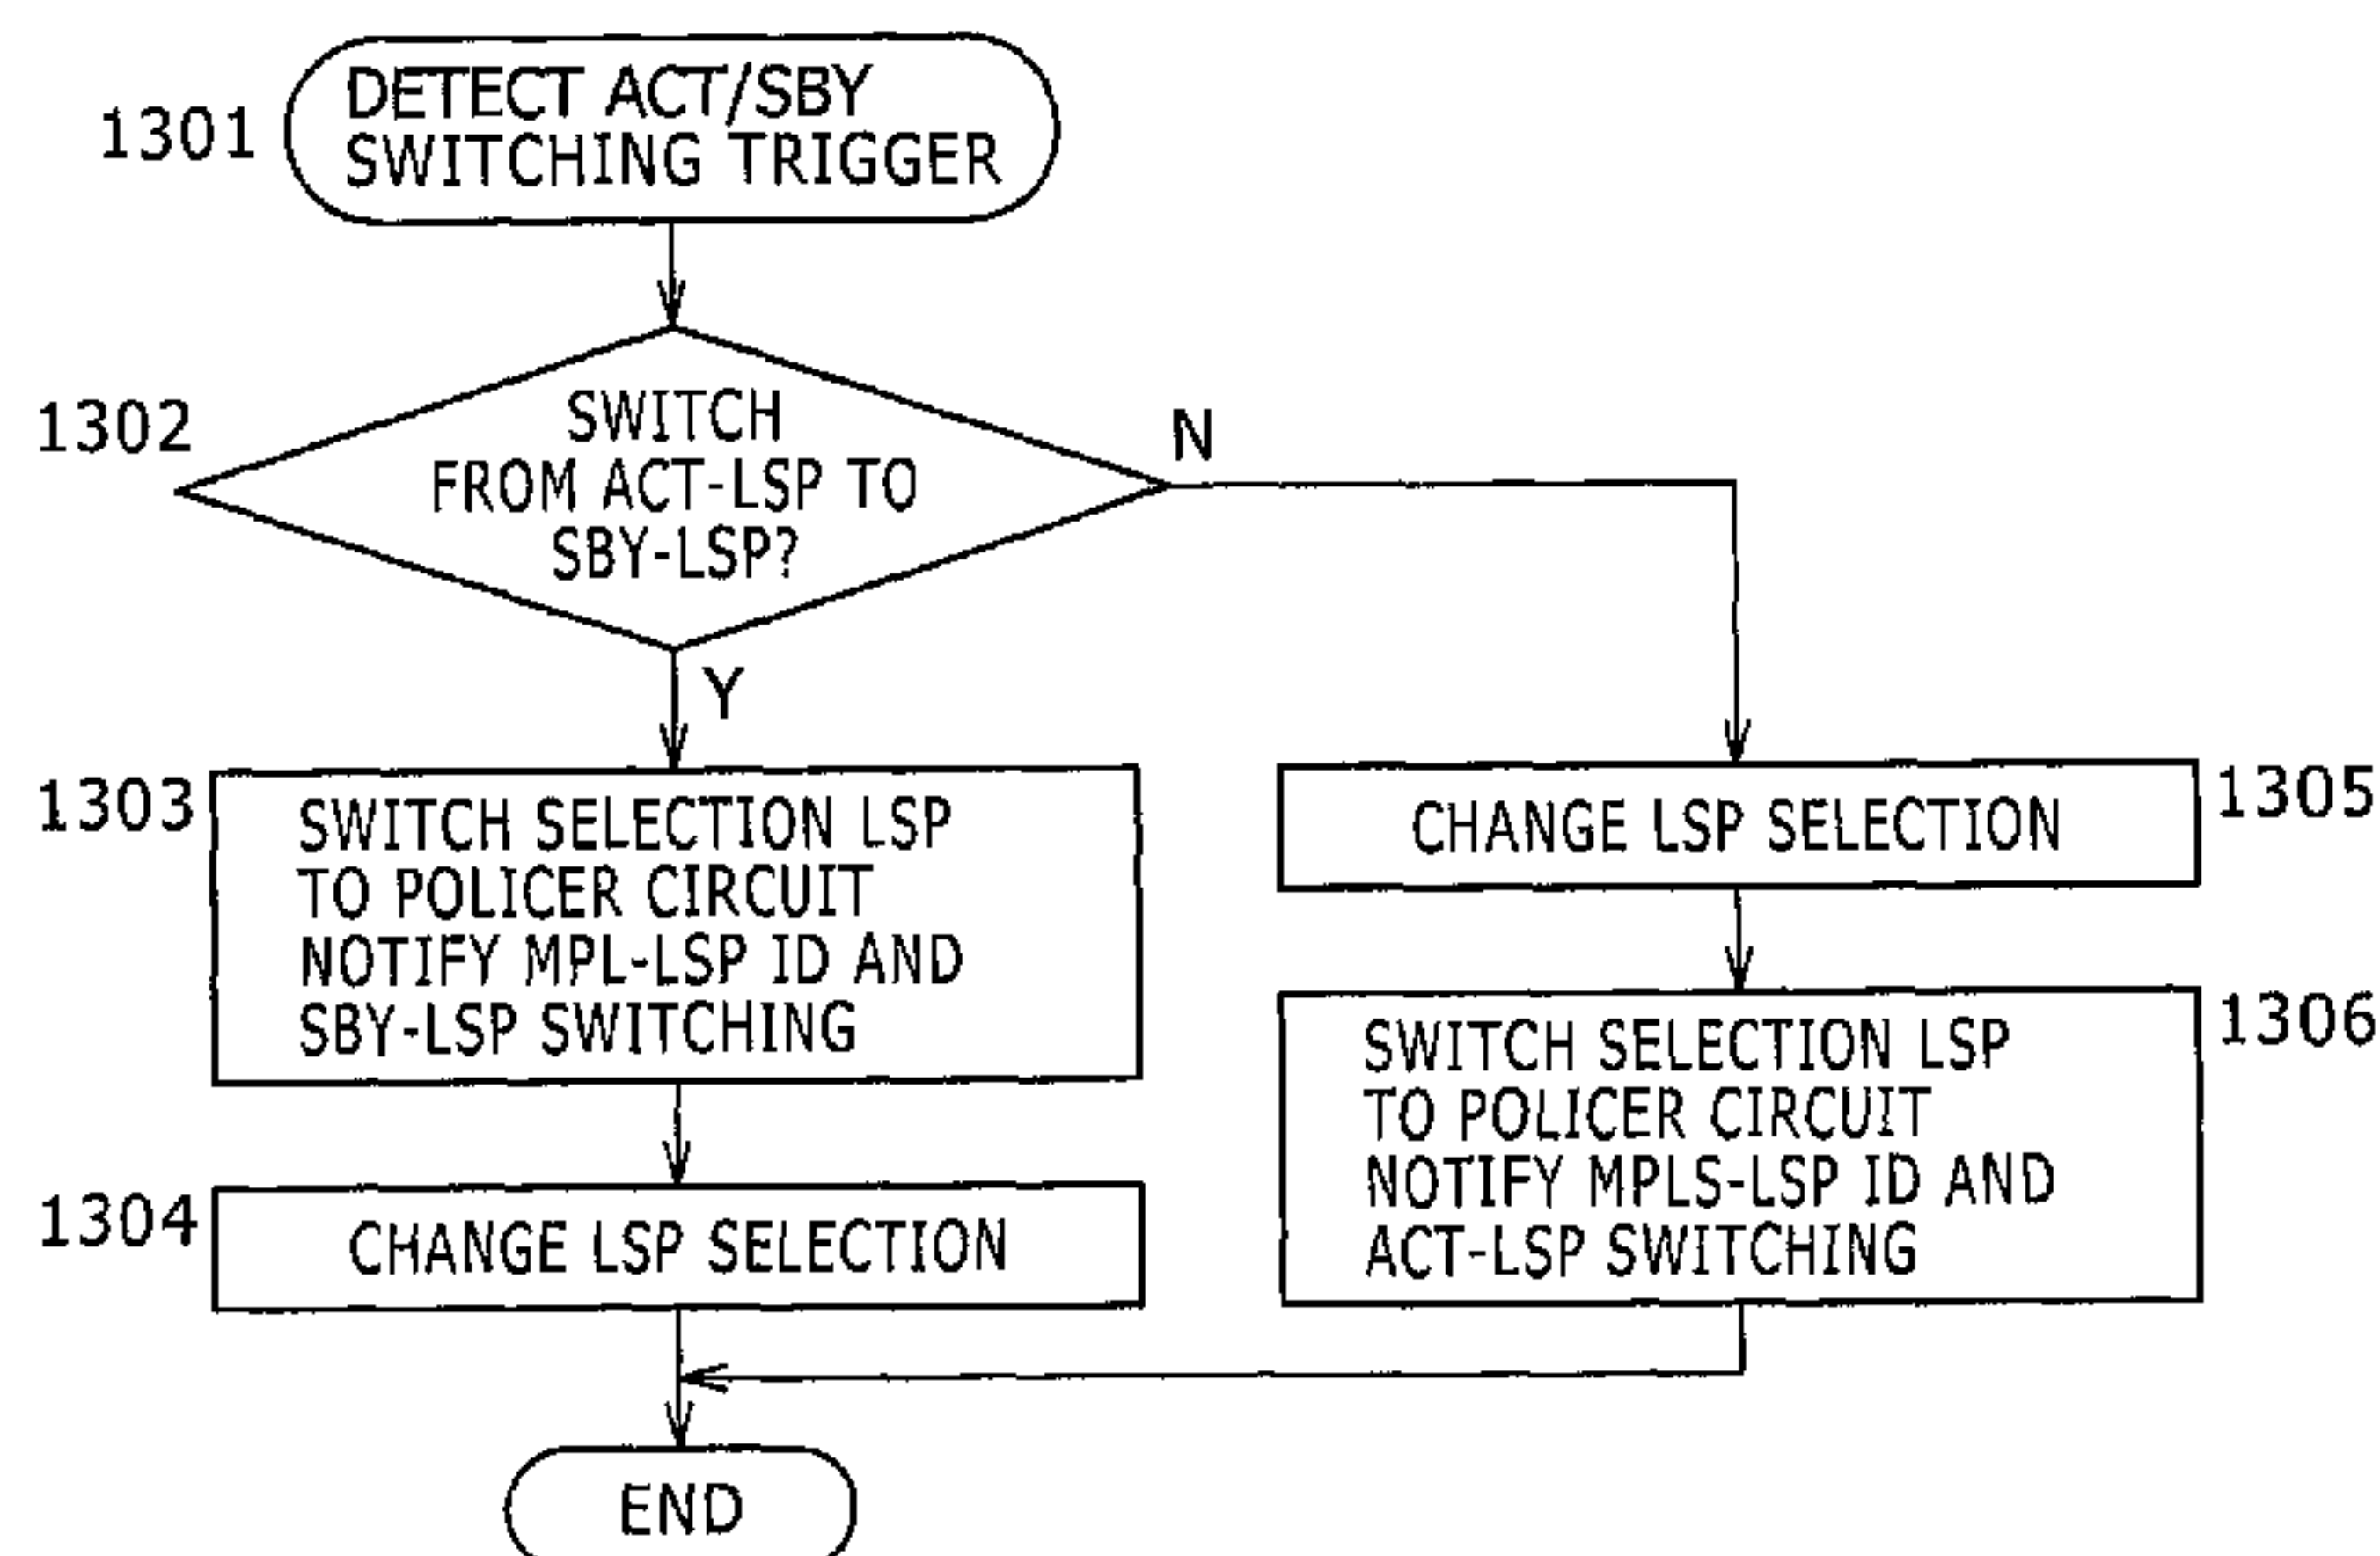 1301
DETECT ACT/SBY
SWITCHING TRIGGER
1302
SWITCH
FROM ACT-LSP TO
SBY-LSP?
N
Y
1303
SWITCH SELECTION LSP
TO POLICER CIRCUIT
NOTIFY MPL-LSP ID AND
SBY-LSP SWITCHING
1304
CHANGE LSP SELECTION
CHANGE LSP SELECTION
1305
SWITCH SELECTION LSP
TO POLICER CIRCUIT
NOTIFY MPLS-LSP ID AND
ACT-LSP SWITCHING
1306
END